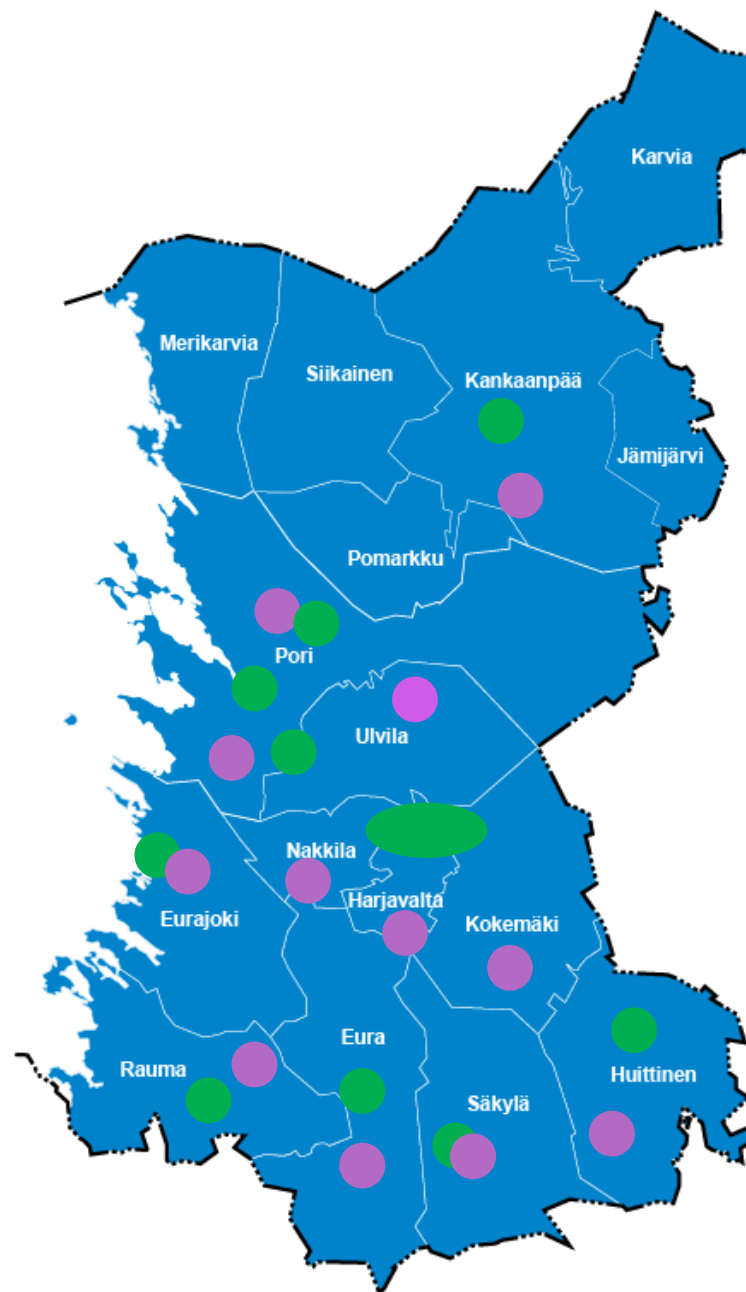 Karvia
Merikarvia
Siikainen
Kankaanpää
Jämijärvi
Pomarkku
Pori
Ulvila
Nakkila
Harjavalta
Eurajoki
Kokemäki
Eura
Rauma
Huittinen
Säkylä